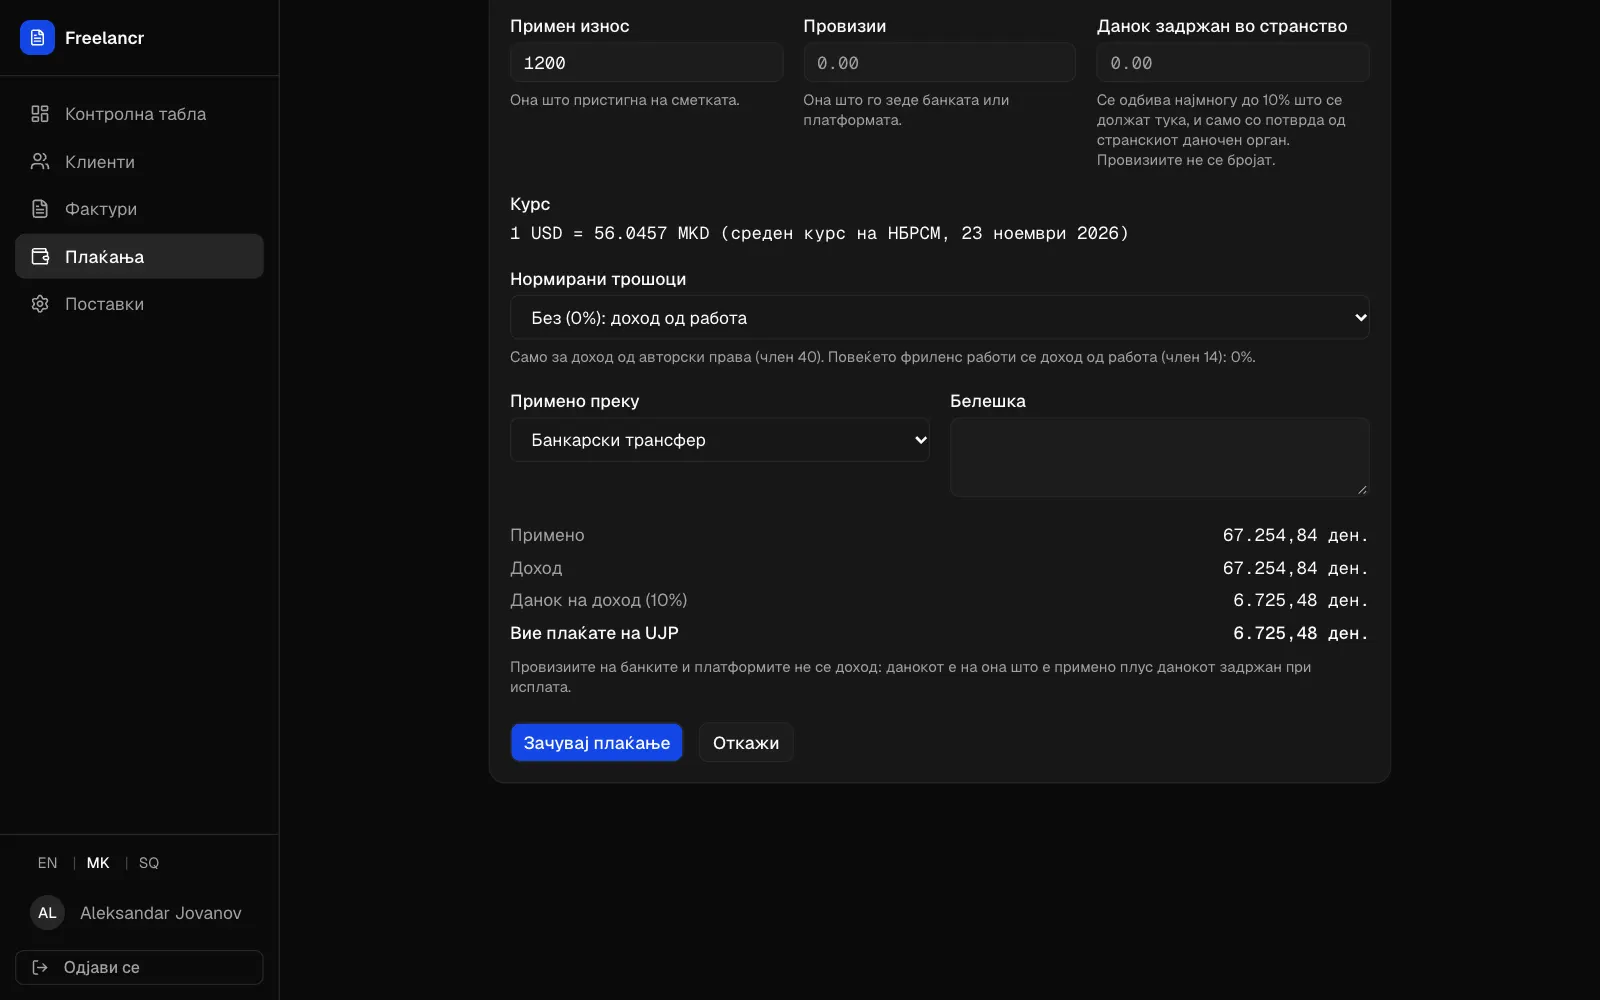 Freelancr
Контролна табла
Клиенти
Фактури
Плаќања
Поставки
EN | MK | SQ
AL Aleksandar Jovanov
Одјави се
Примен износ
1200
Она што пристигна на сметката.
Провизии
0.00
Она што го зеде банката или
платформата.
Данок задржан во странство
0.00
Се одбива најмногу до 10% што се
должат тука, и само со потврда од
странскиот даночен орган.
Провизиите не се бројат.
Курс
1 USD = 56.0457 MKD (среден курс на НБРСМ, 23 ноември 2026)
Нормирани трошоци
Без (0%): доход од работа
Само за доход од авторски права (член 40). Повеќето фриленс работи се доход од работа (член 14): 0%.
Примено преку
Банкарски трансфер
Белешка
Примено 67.254,84 ден.
Доход 67.254,84 ден.
Данок на доход (10%) 6.725,48 ден.
Вие плаќате на UJP 6.725,48 ден.
Провизиите на банките и платформите не се доход: данокот е на она што е примено плус данокот задржан при
исплата.
Зачувај плаќање
Откажи